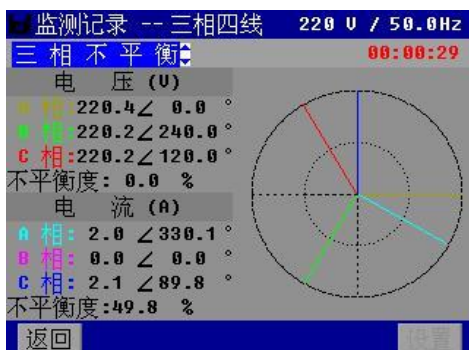 监测记录 -- 三相四线 220 V / 50.0Hz
三相不平衡 00:00:29
电 压 (V)
A 相:220.4∠ 0.0 °
B 相:220.2∠240.0°
C 相:220.2∠120.0°
不平衡度: 0.0 %
电 流 (A)
A 相: 2.0 ∠330.1°
B 相: 0.0 ∠ 0.0 °
C 相: 2.1 ∠89.8 °
不平衡度:49.8 %
返回 设置